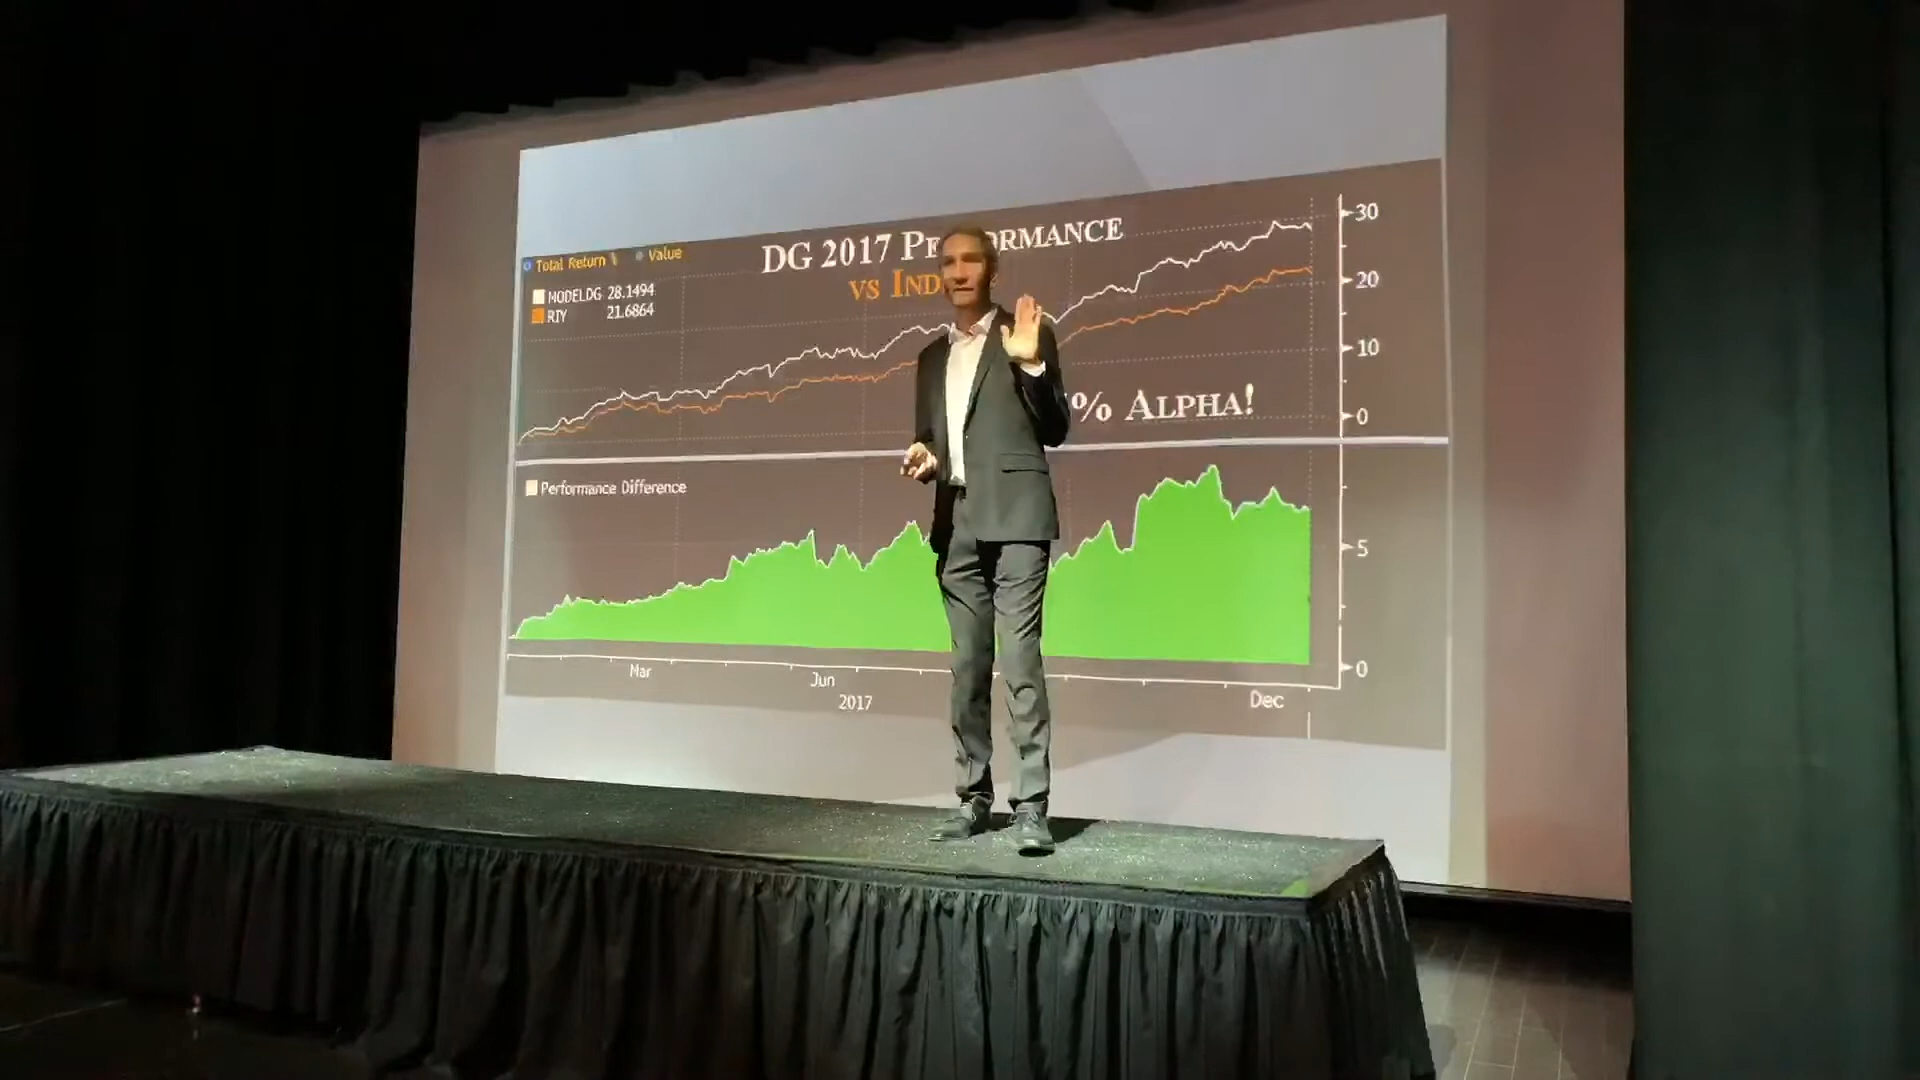 DG 2017 PE RMANCE
VS IND
Total Return % Value
MODELDG 28.1494
RIY 21.6864
30
20
10
0
% ALPHA!
Performance Difference
5
0
Mar Jun Dec
2017